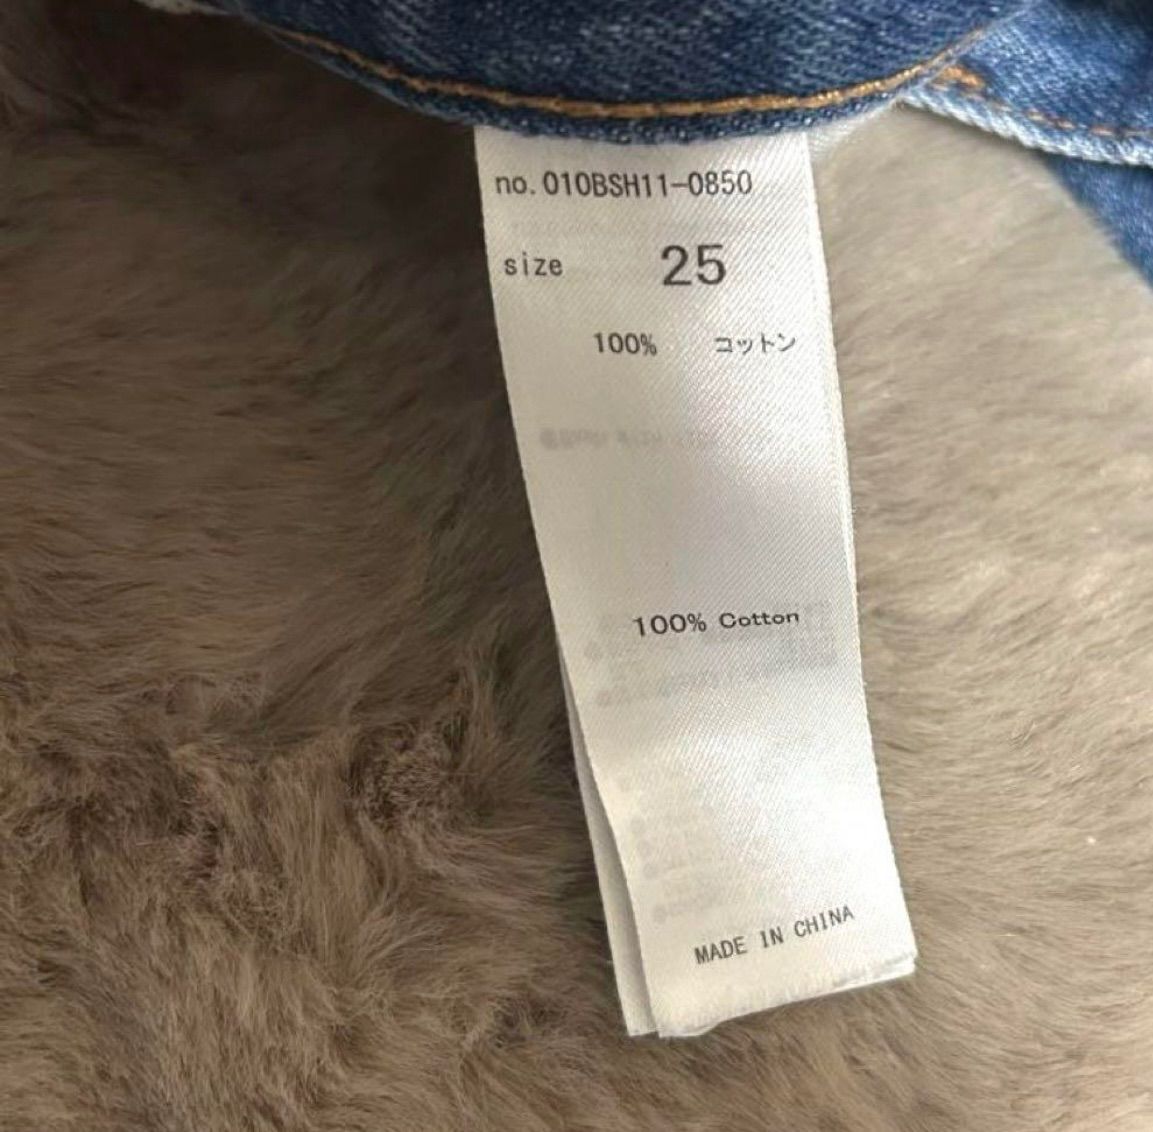 no. 010BSH11-0850
size 25
100% コットン
100% Cotton
MADE IN CHINA